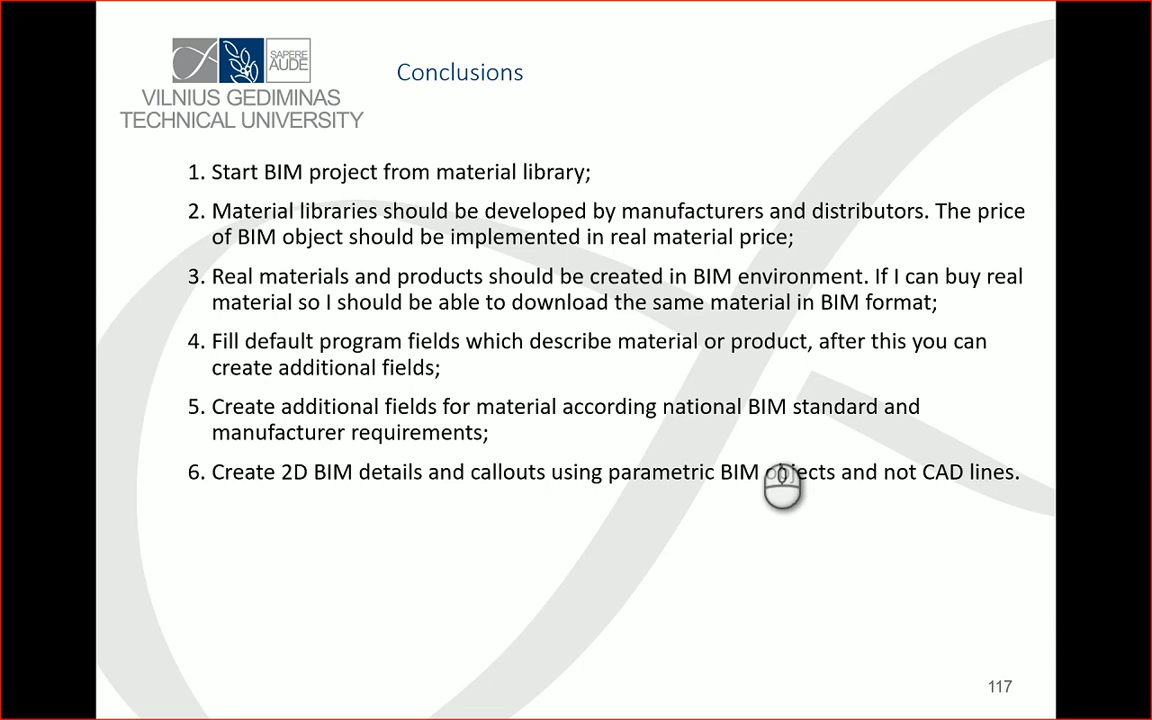 SAPERE
AUDE
VILNIUS GEDIMINAS
TECHNICAL UNIVERSITY
Conclusions
1. Start BIM project from material library;
2. Material libraries should be developed by manufacturers and distributors. The price
of BIM object should be implemented in real material price;
3. Real materials and products should be created in BIM environment. If I can buy real
material so I should be able to download the same material in BIM format;
4. Fill default program fields which describe material or product, after this you can
create additional fields;
5. Create additional fields for material according national BIM standard and
manufacturer requirements;
6. Create 2D BIM details and callouts using parametric BIM objects and not CAD lines.
117